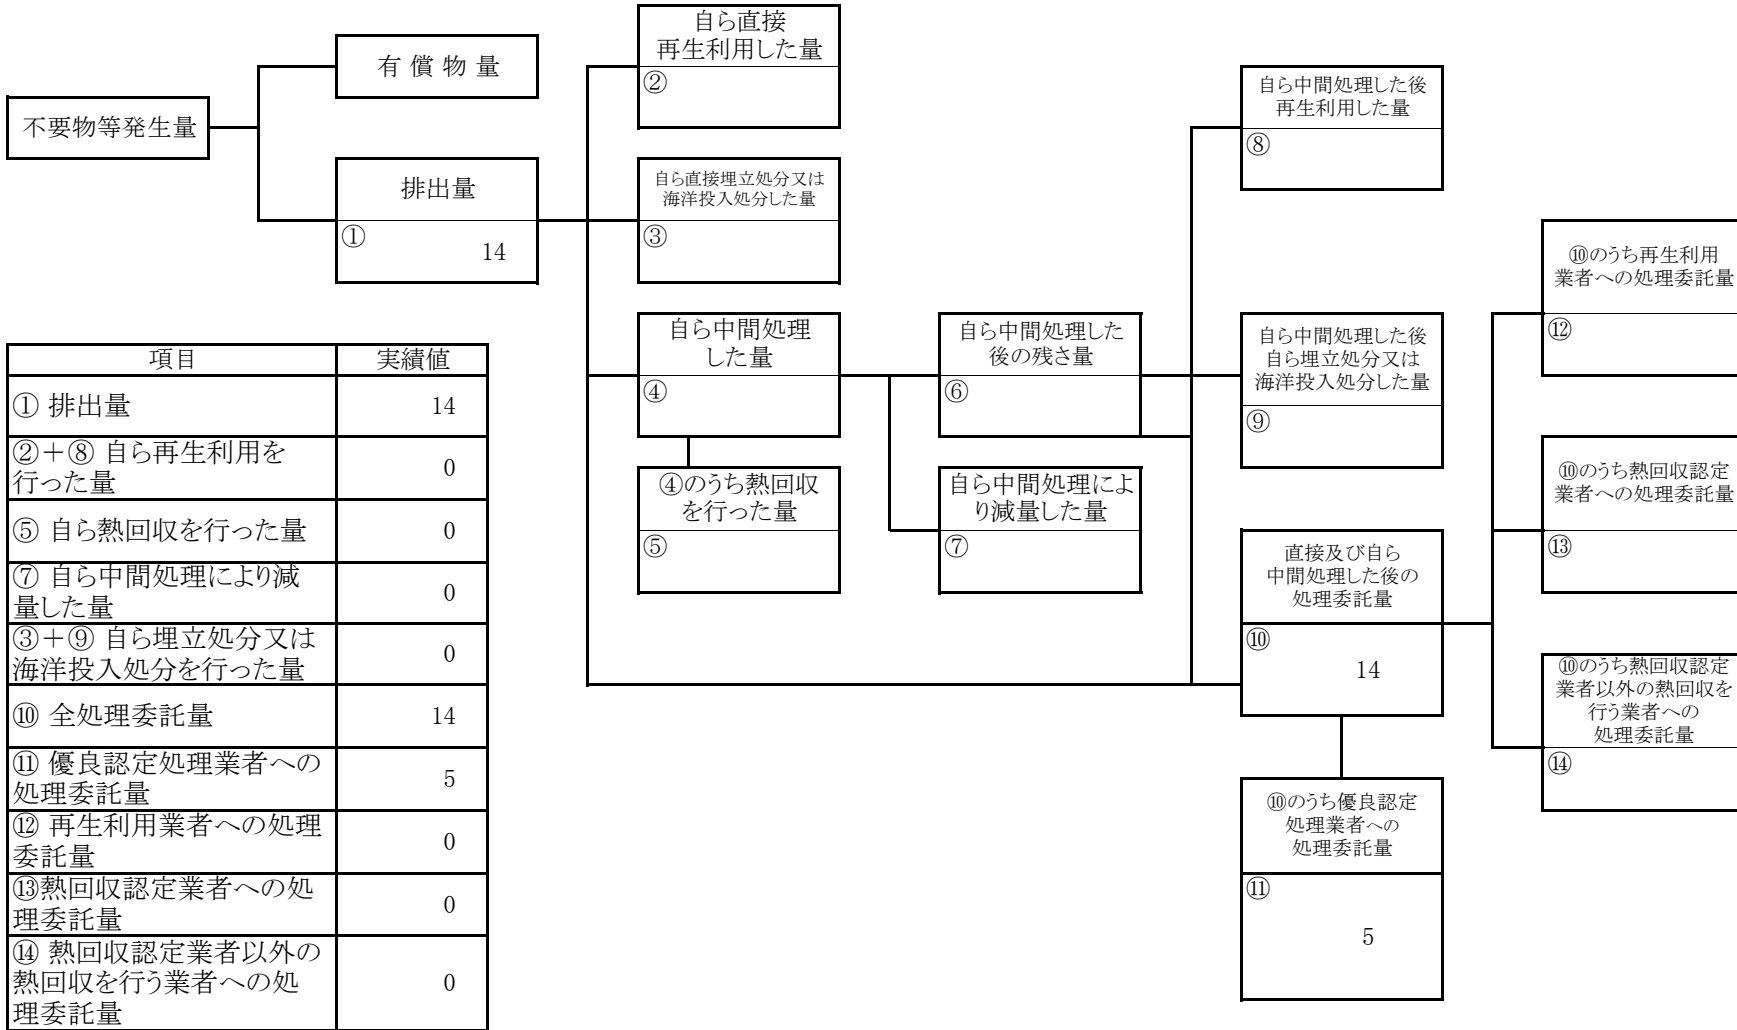 不要物等発生量
有 償 物 量
排出量
①
14
自ら直接
再生利用した量
②
自ら直接埋立処分又は
海洋投入処分した量
③
自ら中間処理
した量
④
④のうち熱回収
を行った量
⑤
自ら中間処理した
後の残さ量
⑥
自ら中間処理によ
り減量した量
⑦
自ら中間処理した後
再生利用した量
⑧
自ら中間処理した後
自ら埋立処分又は
海洋投入処分した量
⑨
直接及び自ら
中間処理した後の
処理委託量
⑩
14
⑩のうち優良認定
処理業者への
処理委託量
⑪
5
⑩のうち再生利用
業者への処理委託量
⑫
⑩のうち熱回収認定
業者への処理委託量
⑬
⑩のうち熱回収認定
業者以外の熱回収を
行う業者への
処理委託量
⑭
項目 実績値
① 排出量 14
②＋⑧ 自ら再生利用を
行った量 0
⑤ 自ら熱回収を行った量 0
⑦ 自ら中間処理により減
量した量 0
③＋⑨ 自ら埋立処分又は
海洋投入処分を行った量 0
⑩ 全処理委託量 14
⑪ 優良認定処理業者への
処理委託量 5
⑫ 再生利用業者への処理
委託量 0
⑬熱回収認定業者への処
理委託量 0
⑭ 熱回収認定業者以外の
熱回収を行う業者への処
理委託量 0